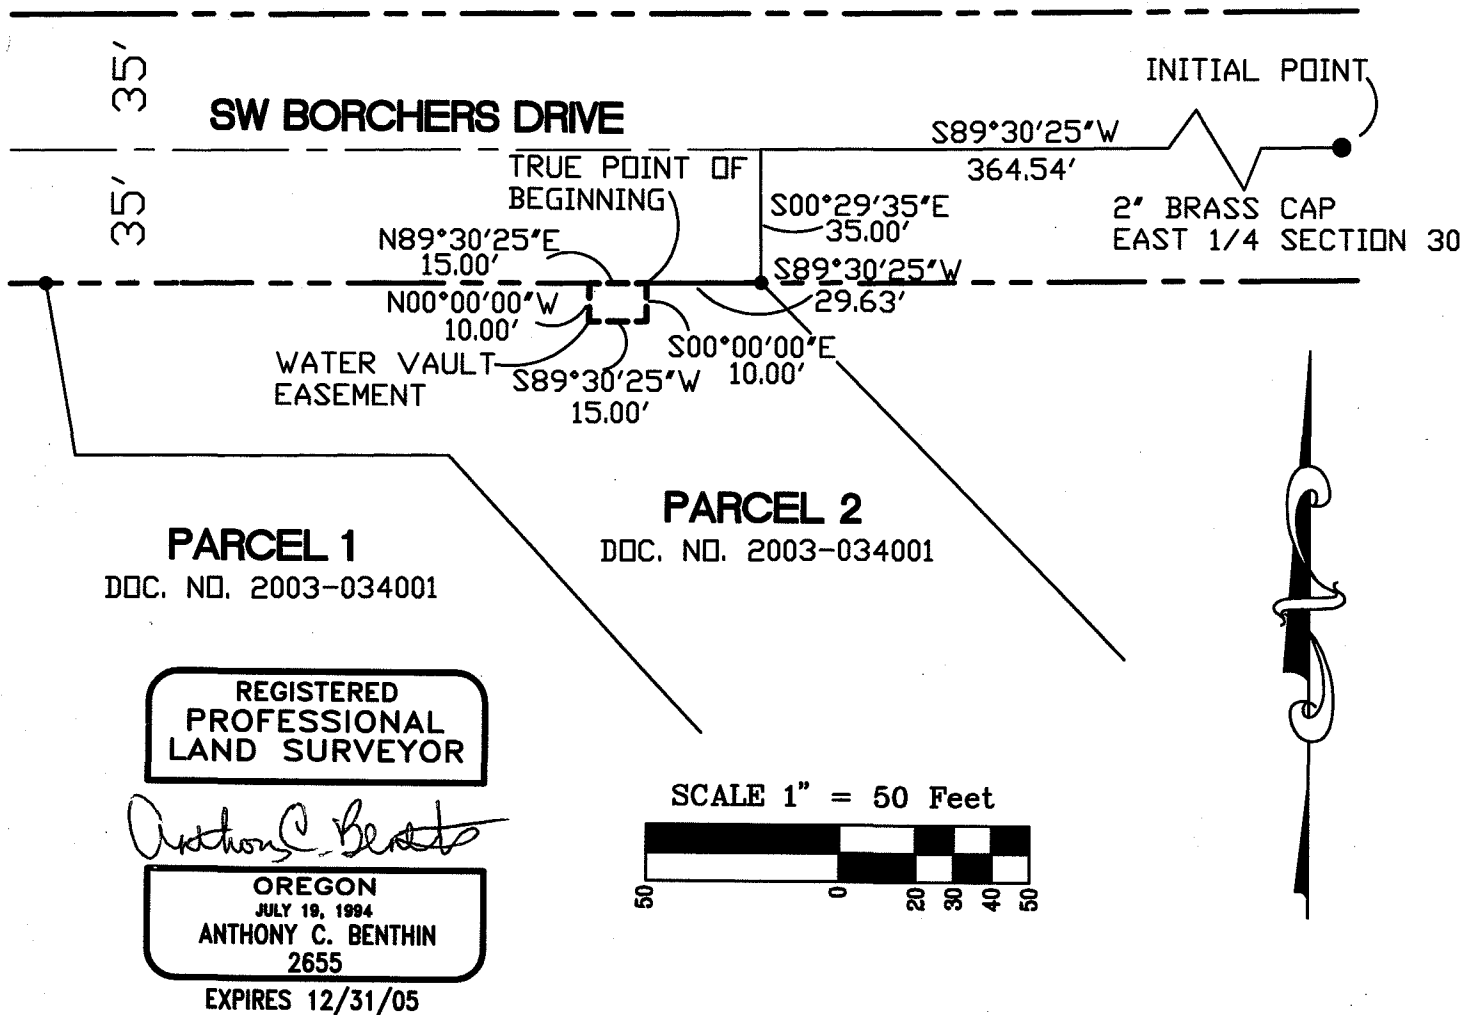 35'
INITIAL POINT
SW BORCHERS DRIVE
S89°30'25"W
364.54'
TRUE POINT OF
BEGINNING
35'
S00°29'35"E
35.00'
2" BRASS CAP
EAST 1/4 SECTION 30
N89°30'25"E
15.00'
S89°30'25"W
29.63'
N00°00'00"W
10.00'
S00°00'00"E
10.00'
WATER VAULT
EASEMENT
S89°30'25"W
15.00'
PARCEL 1
DOC. NO. 2003-034001
PARCEL 2
DOC. NO. 2003-034001
REGISTERED
PROFESSIONAL
LAND SURVEYOR
Anthony C. Benthin
OREGON
JULY 19, 1994
ANTHONY C. BENTHIN
2655
EXPIRES 12/31/05
SCALE 1" = 50 Feet
50 0 20 30 40 50